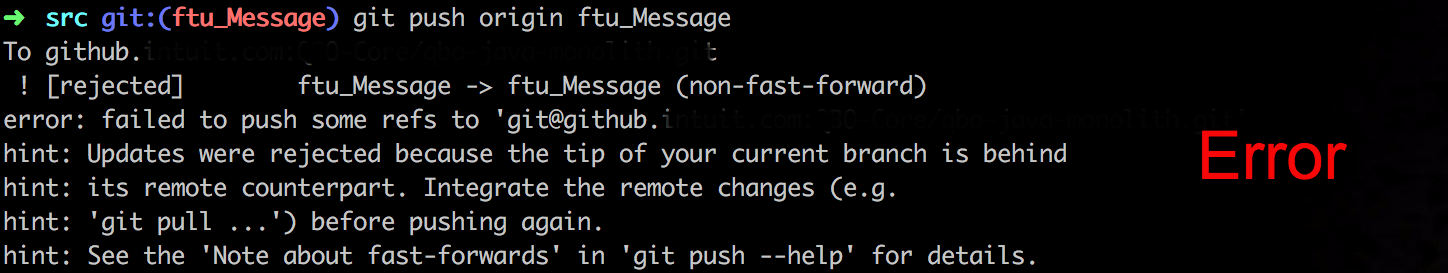 ➜ src git:(ftu_Message) git push origin ftu_Message
To github.
 ! [rejected]        ftu_Message -> ftu_Message (non-fast-forward)
error: failed to push some refs to 'git@github.
hint: Updates were rejected because the tip of your current branch is behind
hint: its remote counterpart. Integrate the remote changes (e.g.
hint: 'git pull ...') before pushing again.
hint: See the 'Note about fast-forwards' in 'git push --help' for details.
Error